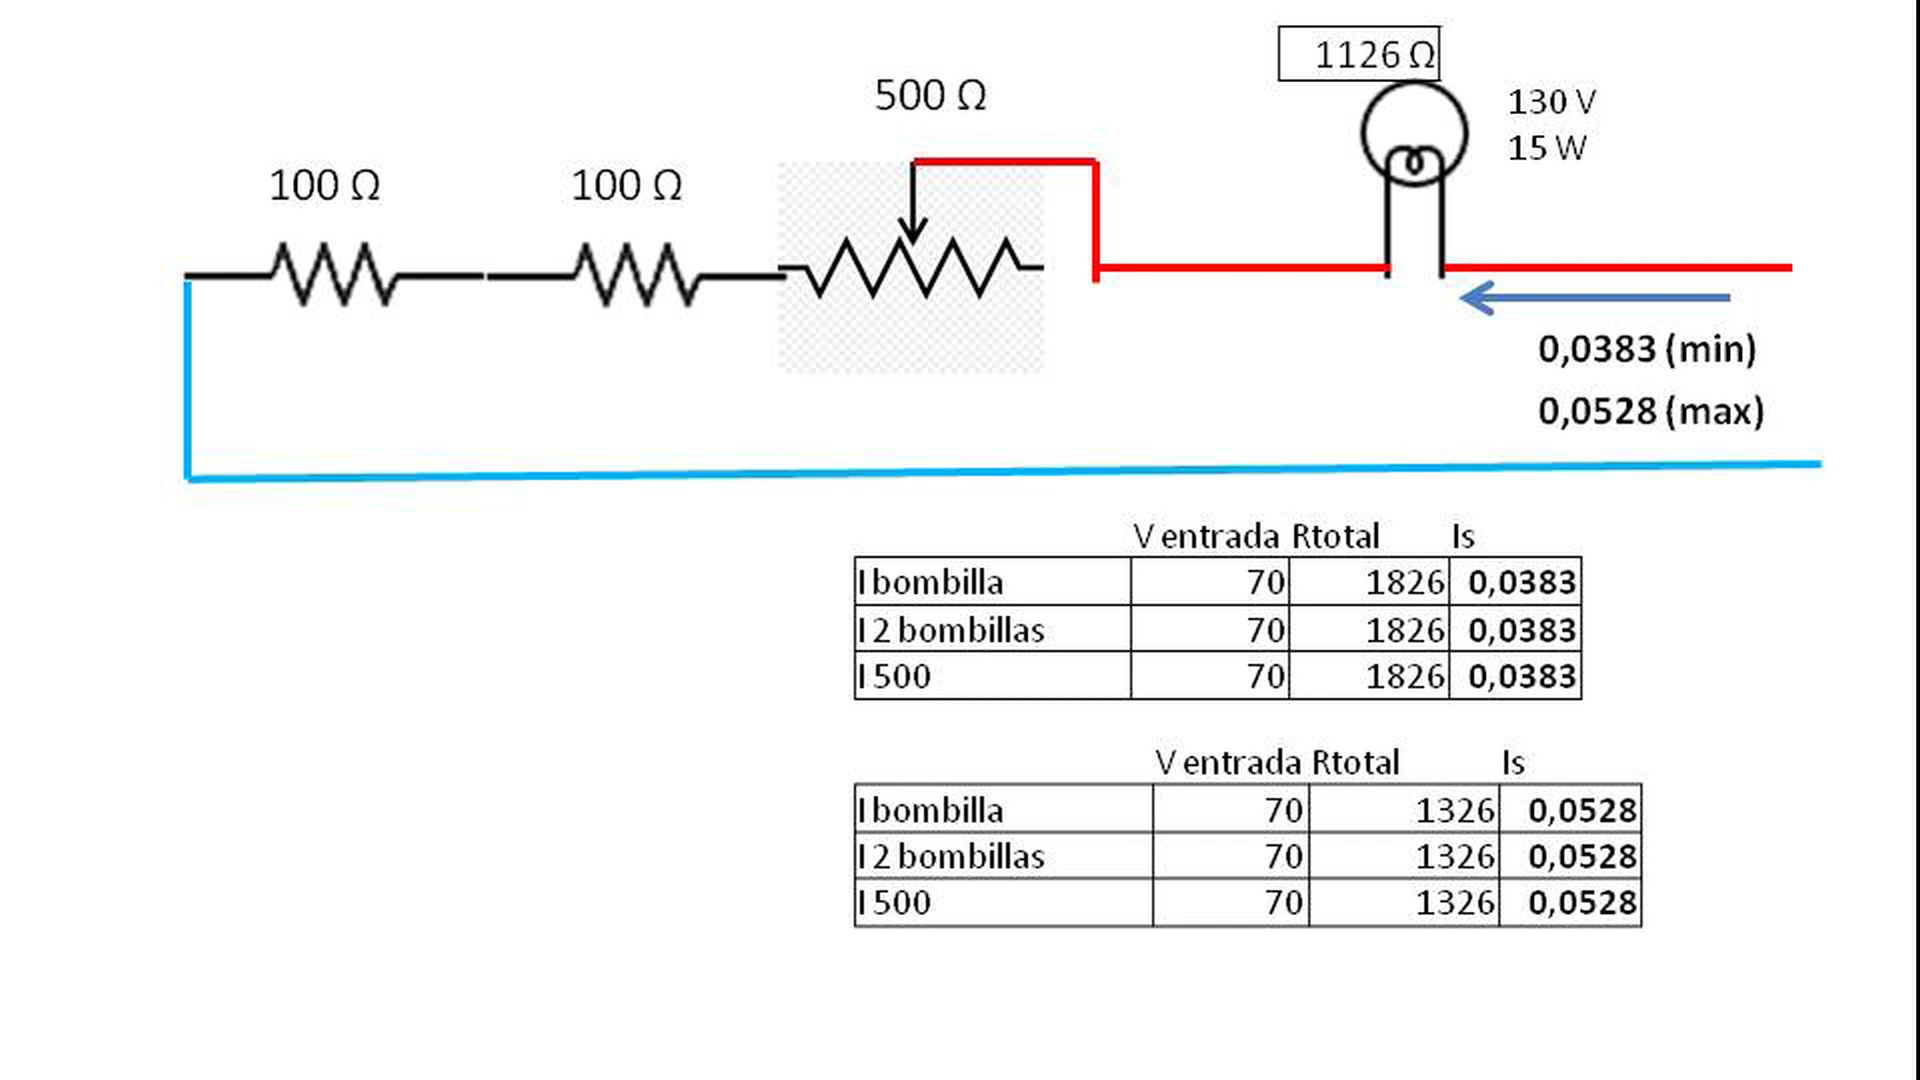 1126 Ω
500 Ω
130 V
15 W
100 Ω
100 Ω
0,0383 (min)
0,0528 (max)
V entrada Rtotal Is
I bombilla 70 1826 0,0383
I 2 bombillas 70 1826 0,0383
I 500 70 1826 0,0383
V entrada Rtotal Is
I bombilla 70 1326 0,0528
I 2 bombillas 70 1326 0,0528
I 500 70 1326 0,0528